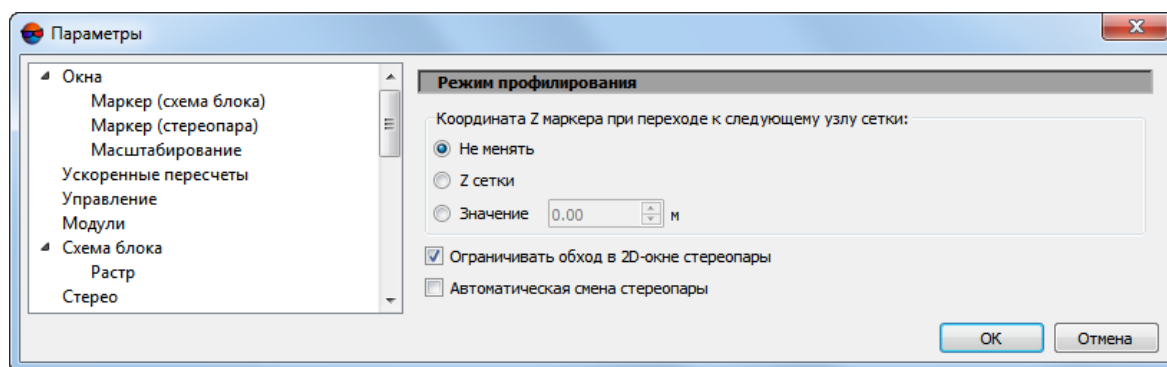 Параметры
Окна
Маркер (схема блока)
Маркер (стереопара)
Масштабирование
Ускоренные пересчеты
Управление
Модули
Схема блока
Растр
Стерео
Режим профилирования
Координата Z маркера при переходе к следующему узлу сетки:
Не менять
Z сетки
Значение 0.00 м
Ограничивать обход в 2D-окне стереопары
Автоматическая смена стереопары
OK Отмена